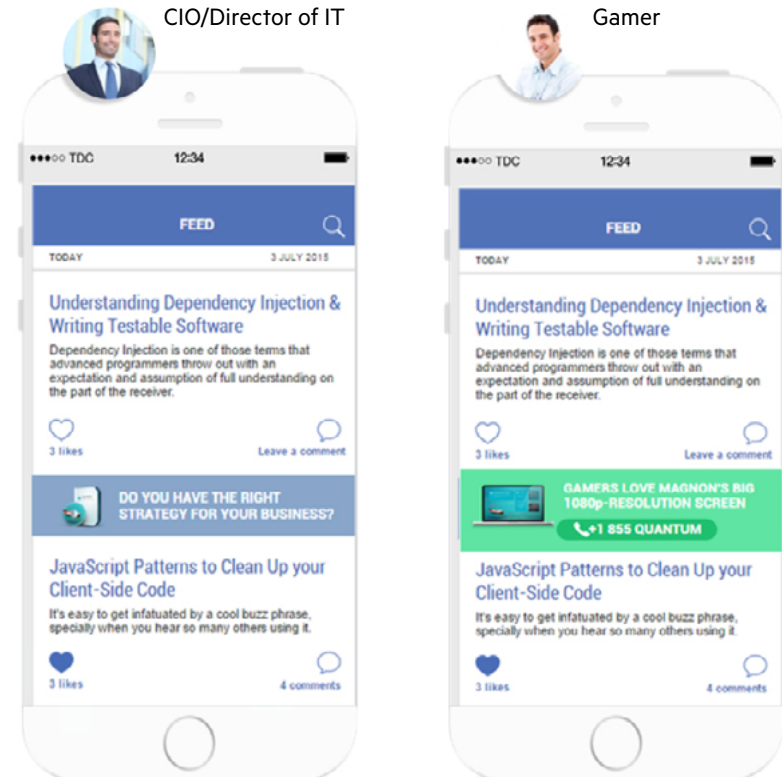 CIO/Director of IT
TDC 12:34
FEED
TODAY 3 JULY 2015
Understanding Dependency Injection &
Writing Testable Software
Dependency Injection is one of those terms that
advanced programmers throw out with an
expectation and assumption of full understanding on
the part of the receiver.
3 likes Leave a comment
DO YOU HAVE THE RIGHT
STRATEGY FOR YOUR BUSINESS?
JavaScript Patterns to Clean Up your
Client-Side Code
It's easy to get infatuated by a cool buzz phrase,
specially when you hear so many others using it.
3 likes 4 comments
Gamer
TDC 12:34
FEED
TODAY 3 JULY 2015
Understanding Dependency Injection &
Writing Testable Software
Dependency Injection is one of those terms that
advanced programmers throw out with an
expectation and assumption of full understanding on
the part of the receiver.
3 likes Leave a comment
GAMERS LOVE MAGNON'S BIG
1080p-RESOLUTION SCREEN
+1 855 QUANTUM
JavaScript Patterns to Clean Up your
Client-Side Code
It's easy to get infatuated by a cool buzz phrase,
specially when you hear so many others using it.
3 likes 4 comments